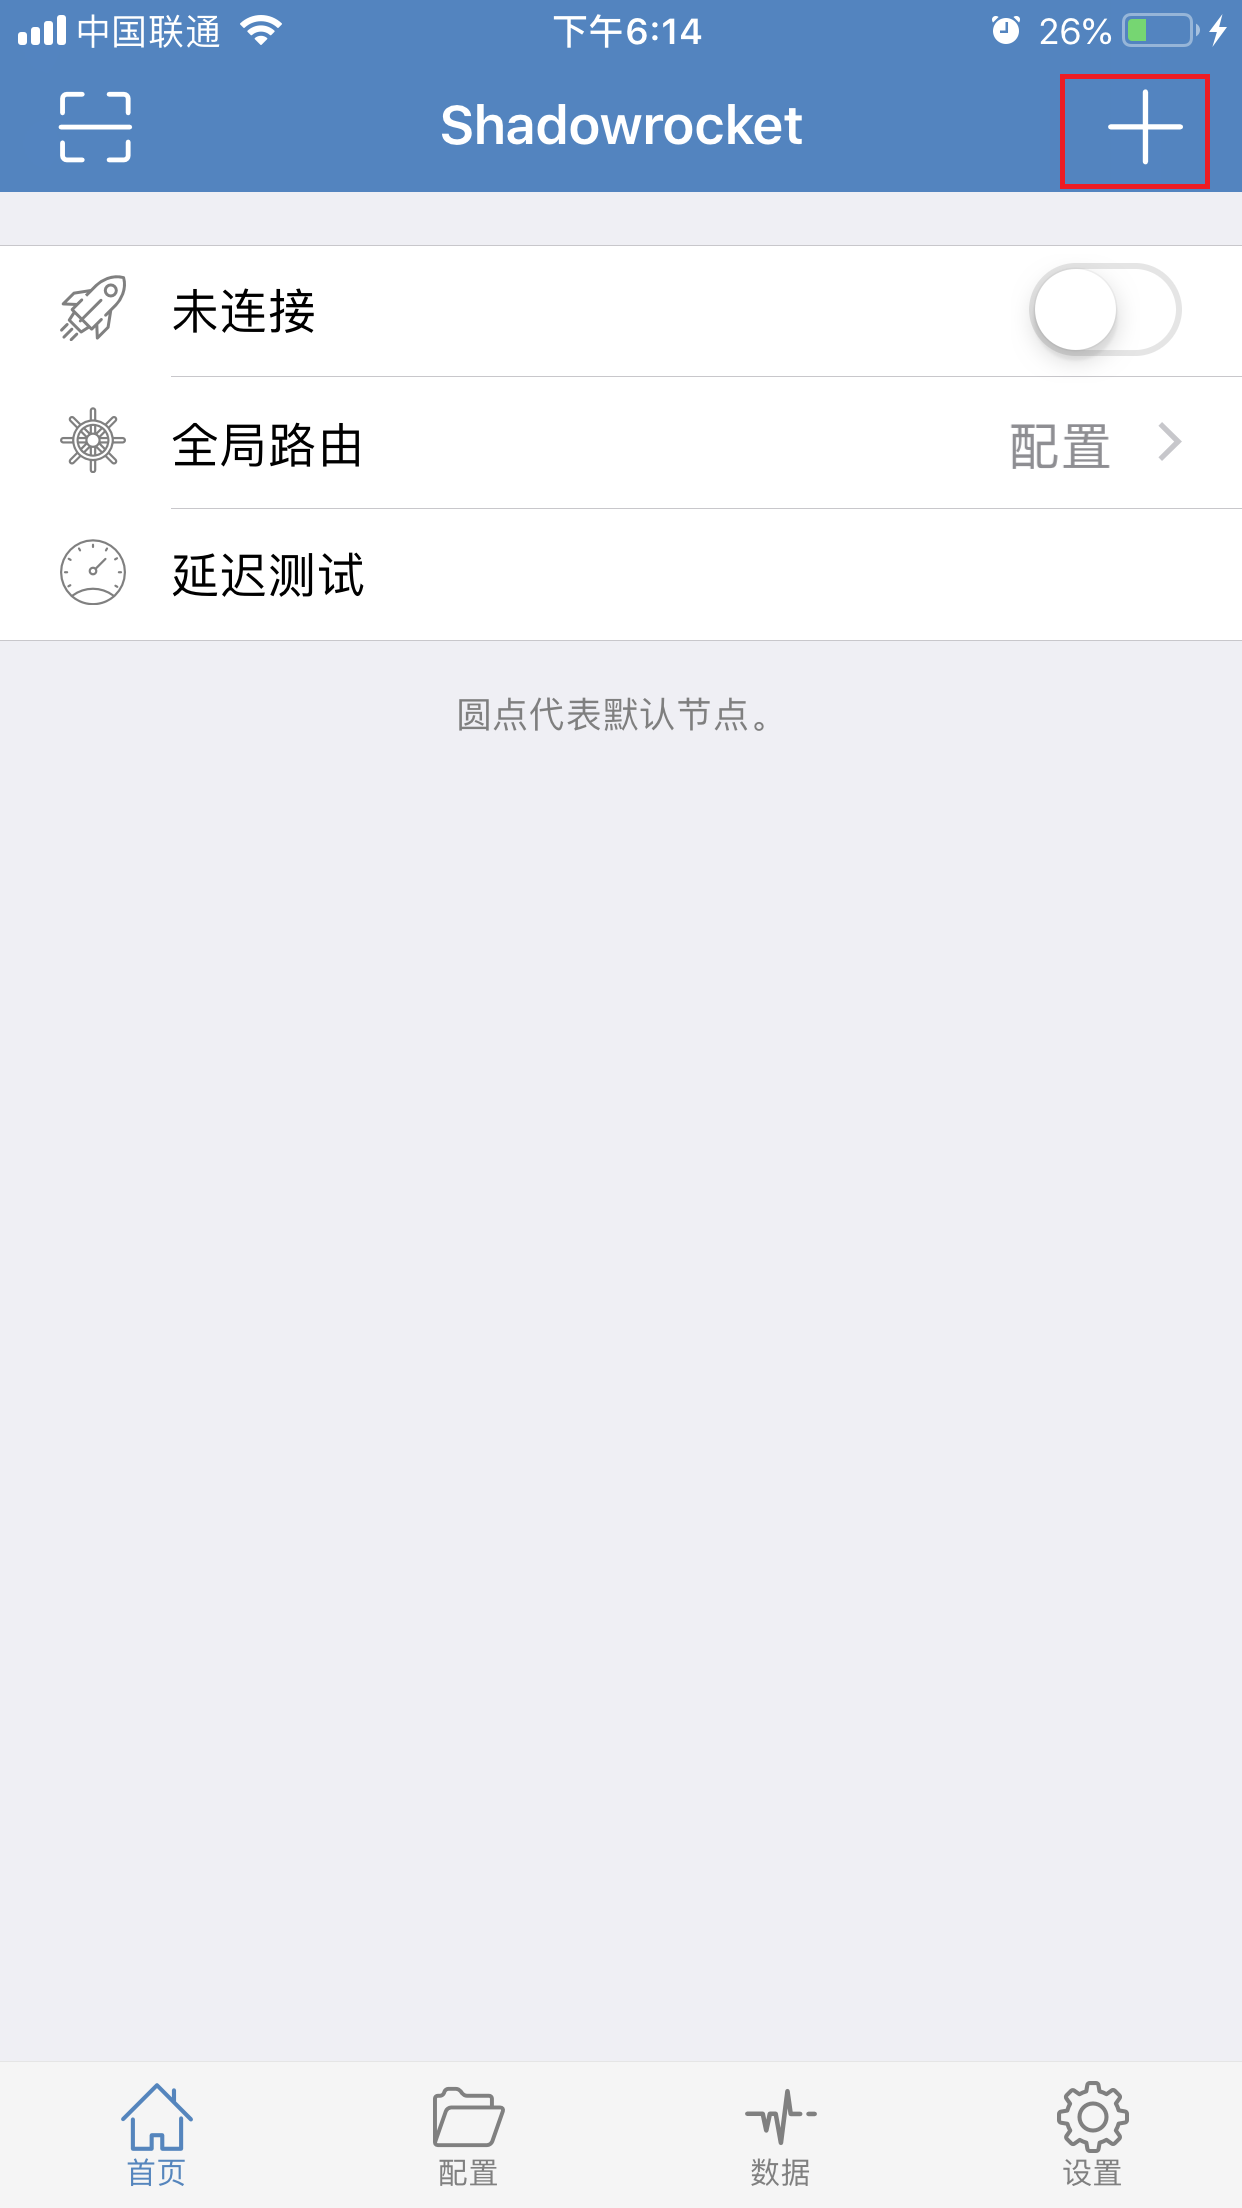 中国联通 下午6:14 26%
Shadowrocket
未连接
全局路由 配置
延迟测试
圆点代表默认节点。
首页 配置 数据 设置